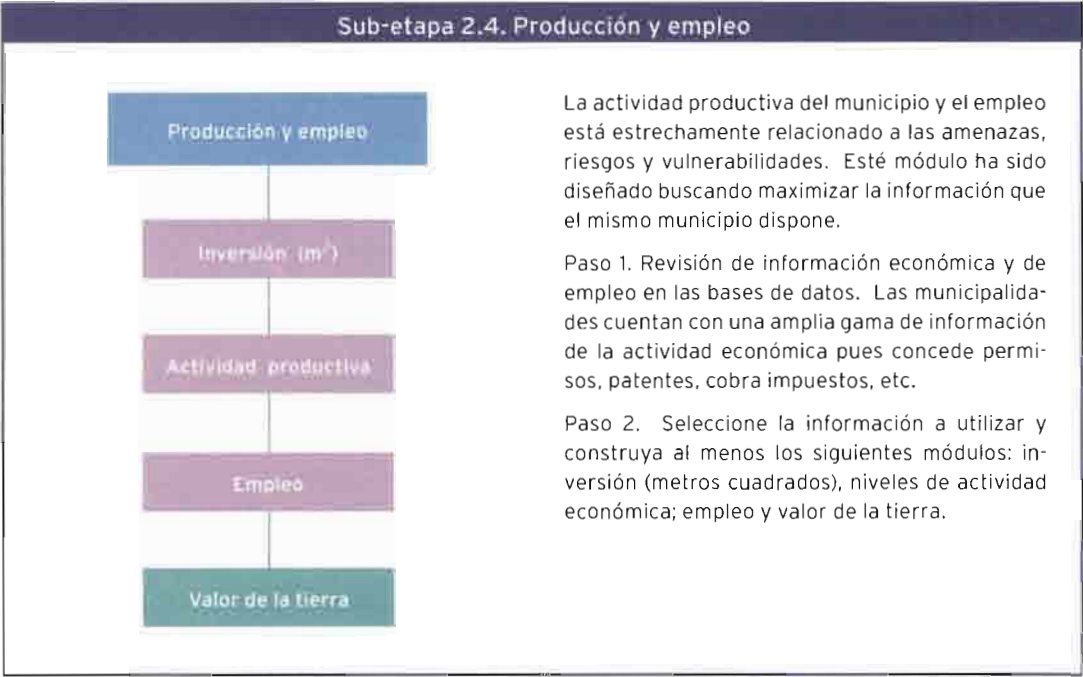 Sub-etapa 2.4. Producción y empleo
Producción y empleo
Inversión (m²)
Actividad productiva
Empleo
Valor de la tierra
La actividad productiva del municipio y el empleo
está estrechamente relacionado a las amenazas,
riesgos y vulnerabilidades. Esté módulo ha sido
diseñado buscando maximizar la información que
el mismo municipio dispone.
Paso 1. Revisión de información económica y de
empleo en las bases de datos. Las municipalida-
des cuentan con una amplia gama de información
de la actividad económica pues concede permi-
sos, patentes, cobra impuestos, etc.
Paso 2. Seleccione la información a utilizar y
construya al menos los siguientes módulos: in-
versión (metros cuadrados), niveles de actividad
económica; empleo y valor de la tierra.